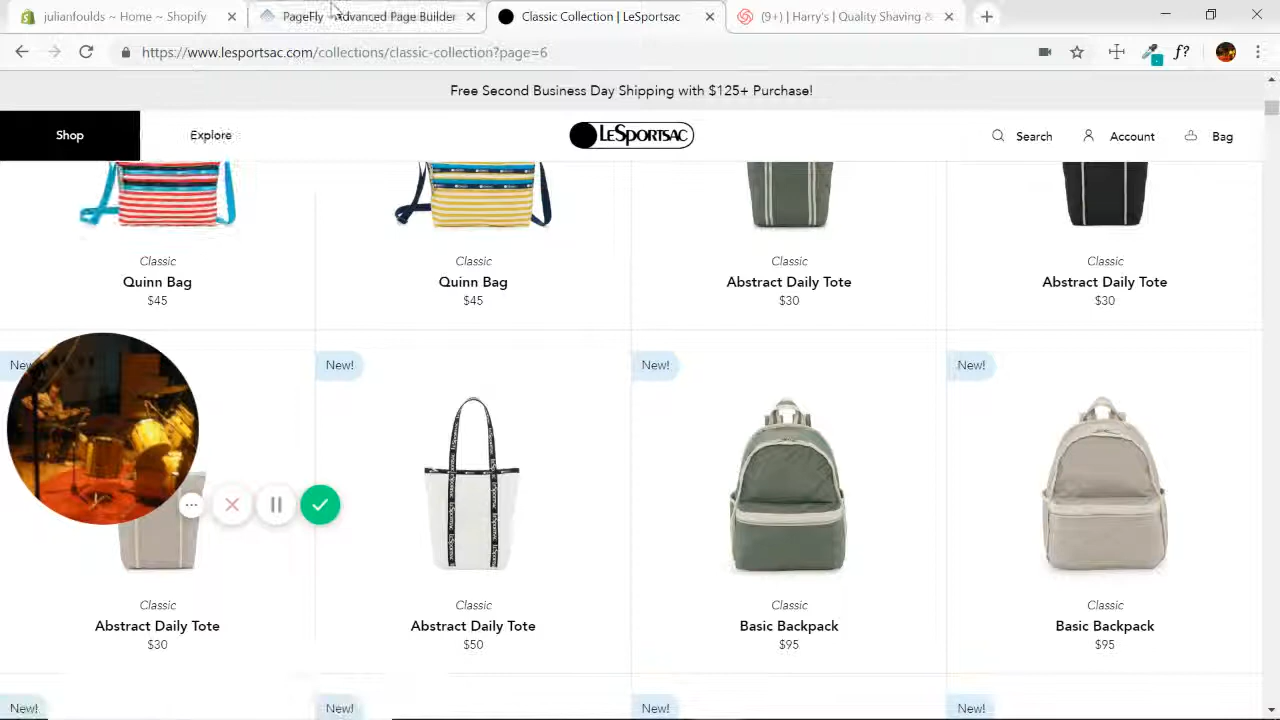 julianfoulds ~ Home ~ Shopify
PageFly - Advanced Page Builder
Classic Collection | LeSportsac
(9+) | Harry's | Quality Shaving &
https://www.lesportsac.com/collections/classic-collection?page=6
f?
Free Second Business Day Shipping with $125+ Purchase!
Shop
Explore
LESPORTSAC
Search
Account
Bag
Classic
Quinn Bag
$45
Classic
Quinn Bag
$45
Classic
Abstract Daily Tote
$30
Classic
Abstract Daily Tote
$30
New!
New!
New!
New!
Classic
Abstract Daily Tote
$30
Classic
Abstract Daily Tote
$50
Classic
Basic Backpack
$95
Classic
Basic Backpack
$95
New!
New!
New!
New!